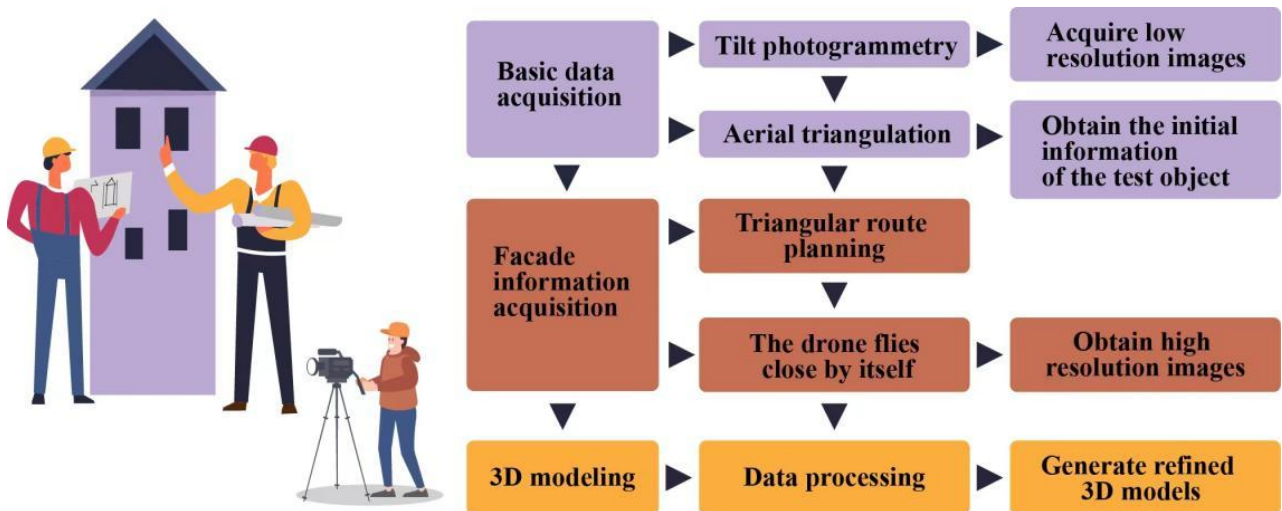 Basic data
acquisition
Tilt photogrammetry
Acquire low
resolution images
Aerial triangulation
Obtain the initial
information
of the test object
Facade
information
acquisition
Triangular route
planning
The drone flies
close by itself
Obtain high
resolution images
3D modeling
Data processing
Generate refined
3D models